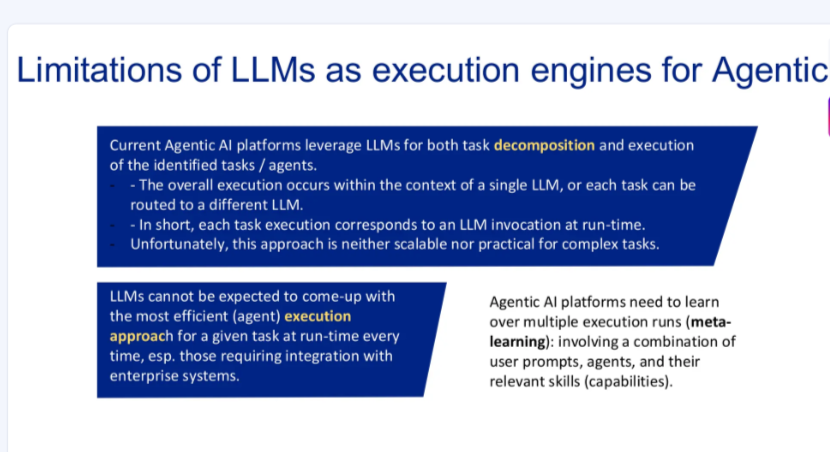 Limitations of LLMs as execution engines for Agentic
Current Agentic AI platforms leverage LLMs for both task decomposition and execution
of the identified tasks / agents.
- - The overall execution occurs within the context of a single LLM, or each task can be
routed to a different LLM.
- - In short, each task execution corresponds to an LLM invocation at run-time.
- Unfortunately, this approach is neither scalable nor practical for complex tasks.
LLMs cannot be expected to come-up with
the most efficient (agent) execution
approach for a given task at run-time every
time, esp. those requiring integration with
enterprise systems.
Agentic AI platforms need to learn
over multiple execution runs (meta-
learning): involving a combination of
user prompts, agents, and their
relevant skills (capabilities).